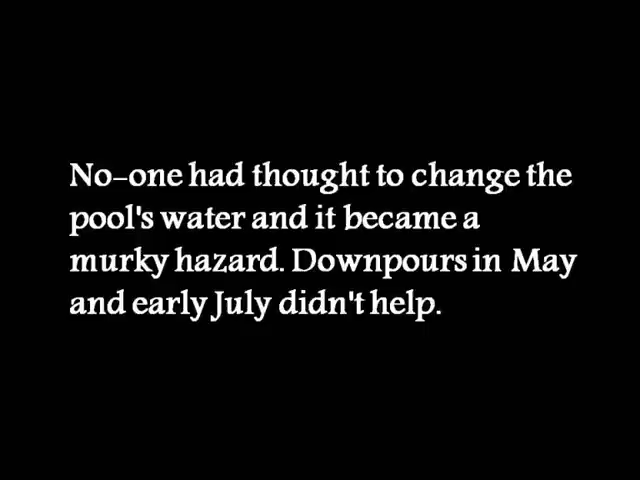 No-one had thought to change the
pool's water and it became a
murky hazard. Downpours in May
and early July didn't help.